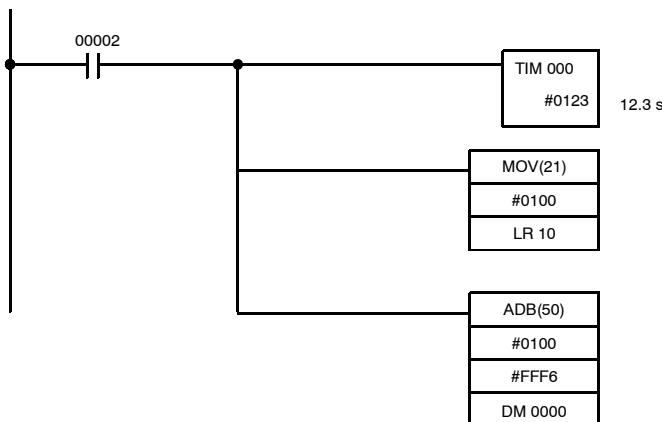 00002
TIM 000
#0123
12.3 s
MOV(21)
#0100
LR 10
ADB(50)
#0100
#FFF6
DM 0000